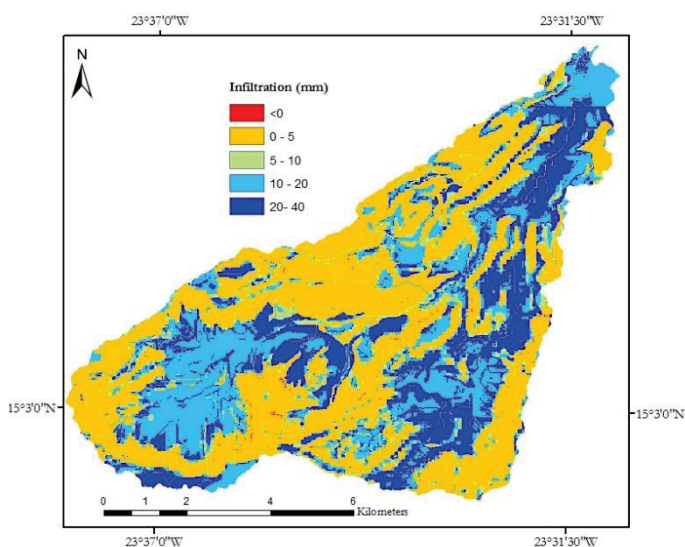 23°37'0"W 23°31'30"W
N
Infiltration (mm)
<0
0 - 5
5 - 10
10 - 20
20- 40
15°3'0"N 15°3'0"N
0 1 2 4 6
Kilometers
23°37'0"W 23°31'30"W